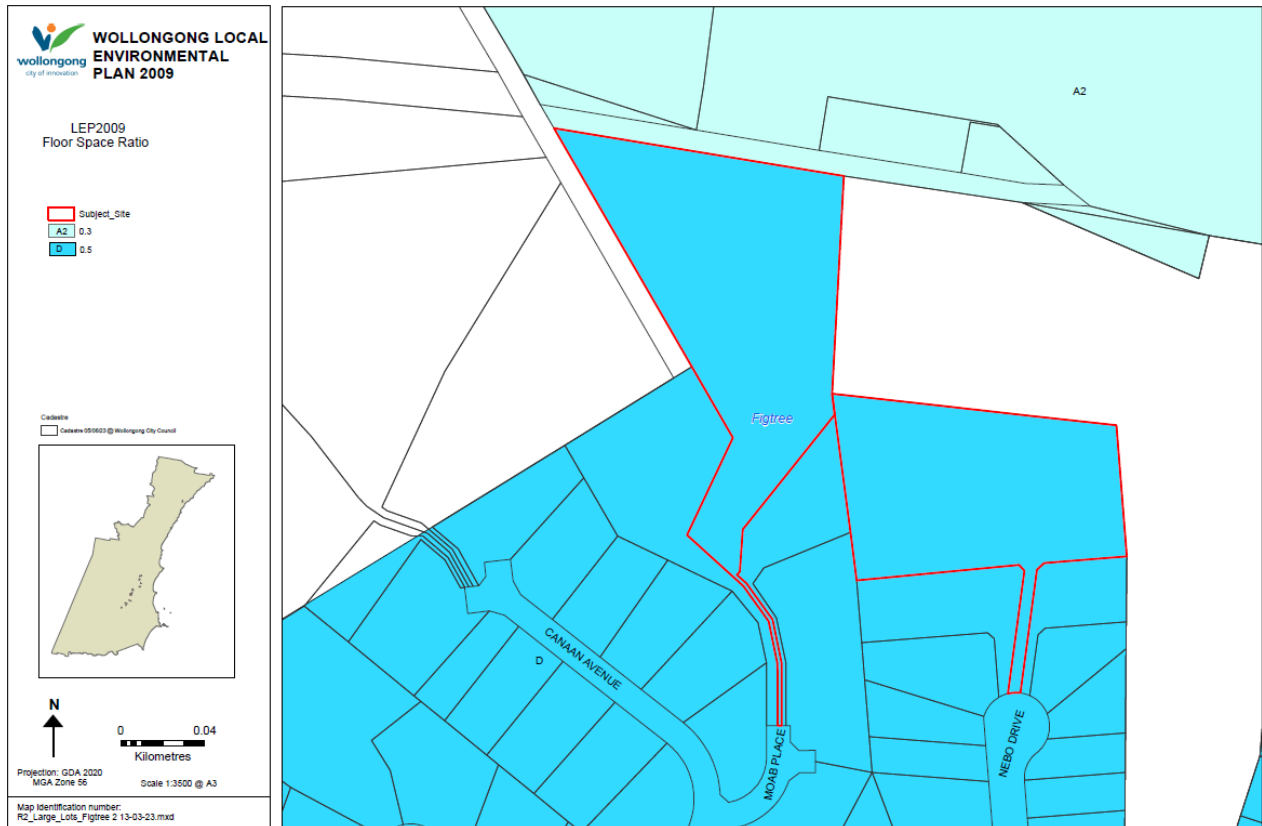 wollongong
city of innovation
WOLLONGONG LOCAL
ENVIRONMENTAL
PLAN 2009
LEP2009
Floor Space Ratio
Subject_Site
A2 0.3
D 0.5
Cadastre
Cadastre 05/06/23 @ Wollongong City Council
N
0 0.04
Kilometres
Projection: GDA 2020
MGA Zone 56
Scale 1:3500 @ A3
Map Identification number:
R2_Large_Lots_Figtree 2 13-03-23.mxd
A2
Figtree
CANAAN AVENUE
D
MOAB PLACE
NEBO DRIVE